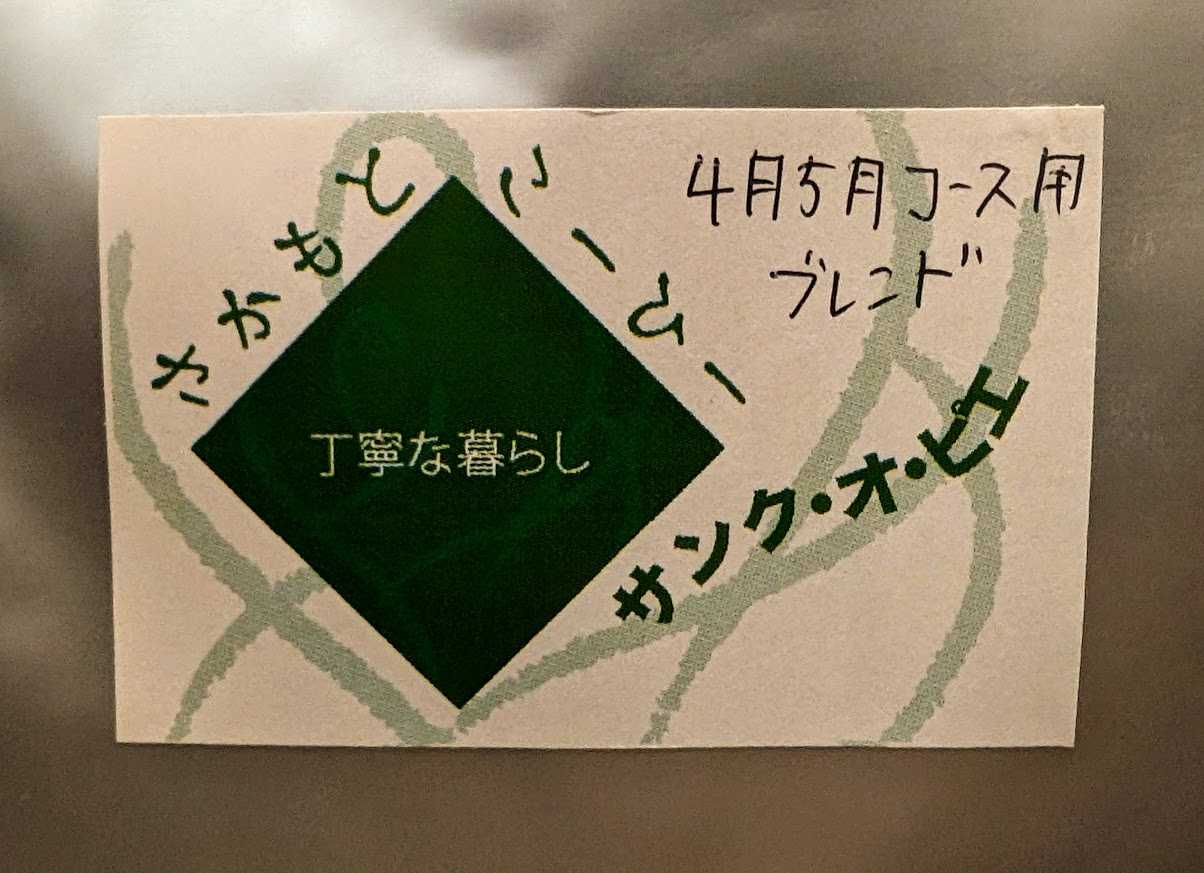 さかもと
こーひー
4月5月コース用
ブレンド
丁寧な暮らし
サンク・オ・ピエ